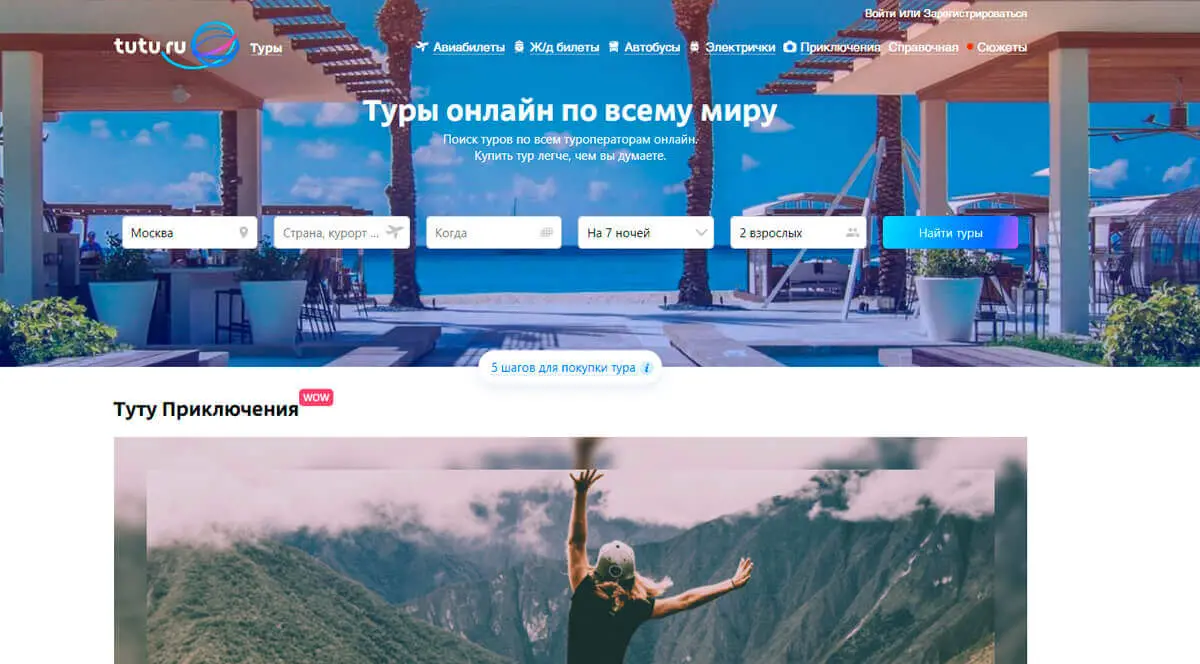 Войти или Зарегистрироваться
tutu.ru Туры Авиабилеты Ж/д билеты Автобусы Электрички Приключения Справочная Сюжеты
Туры онлайн по всему миру
Поиск туров по всем туроператорам онлайн.
Купить тур легче, чем вы думаете.
Москва Страна, курорт ... Когда На 7 ночей 2 взрослых Найти туры
5 шагов для покупки тура i
Туту Приключения WOW